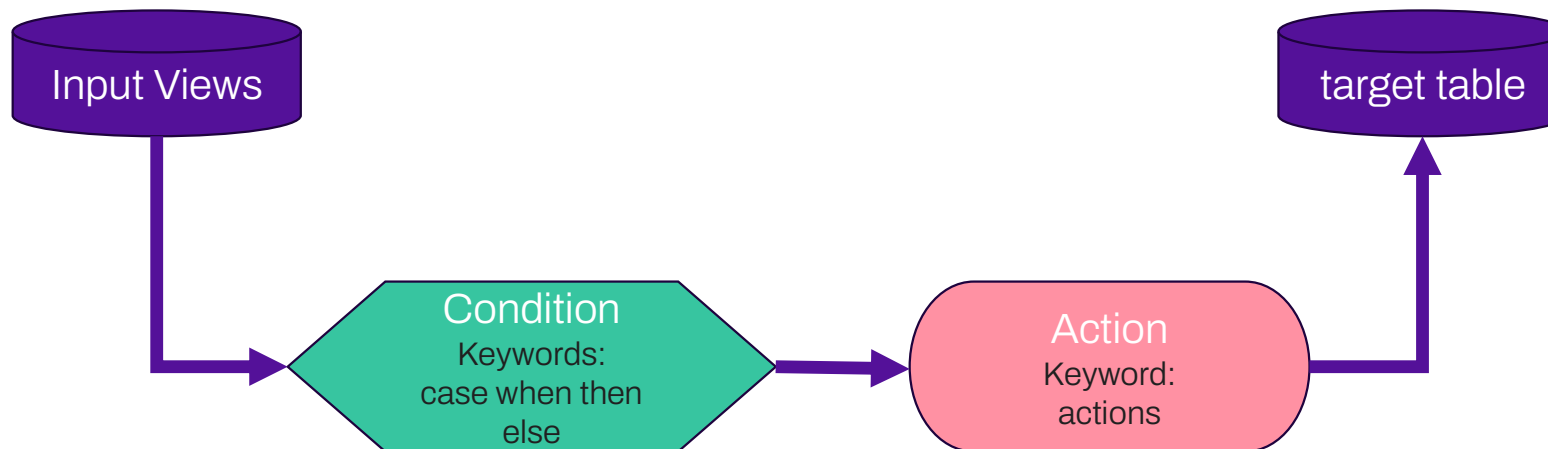 Input Views
target table
Condition
Keywords:
case when then
else
Action
Keyword:
actions